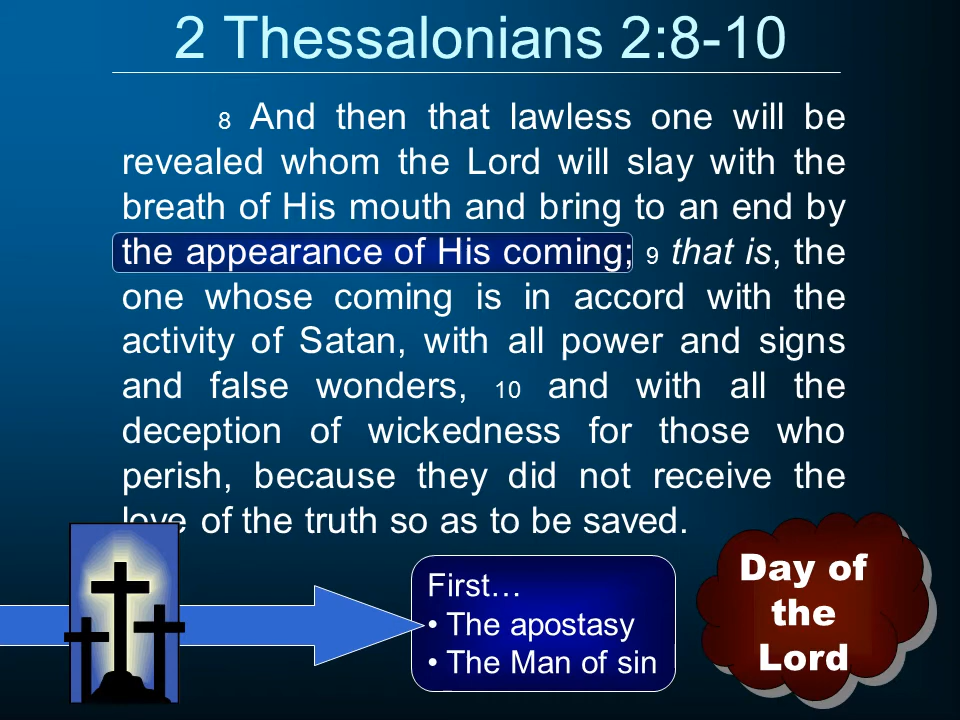 2 Thessalonians 2:8-10
8 And then that lawless one will be
revealed whom the Lord will slay with the
breath of His mouth and bring to an end by
the appearance of His coming; 9 that is, the
one whose coming is in accord with the
activity of Satan, with all power and signs
and false wonders, 10 and with all the
deception of wickedness for those who
perish, because they did not receive the
love of the truth so as to be saved.
First…
• The apostasy
• The Man of sin
Day of
the
Lord